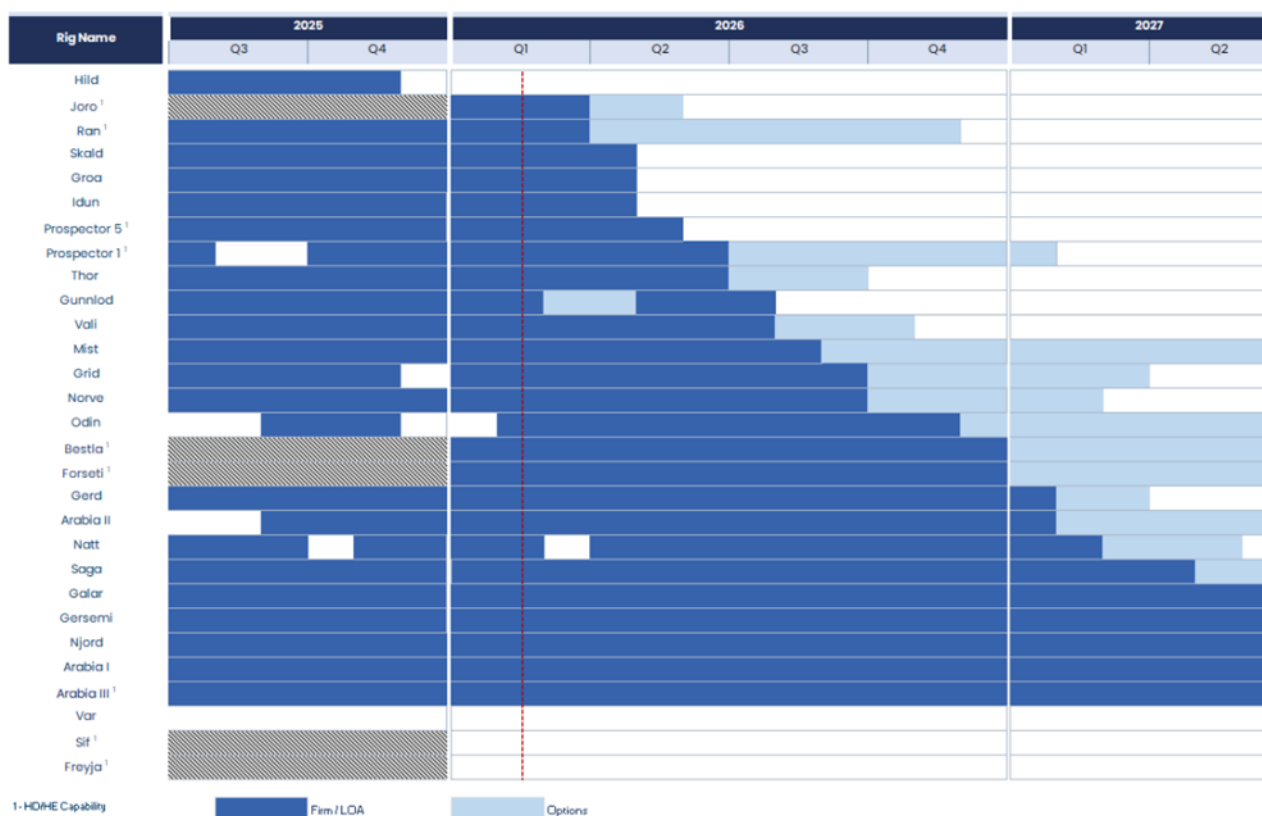 Rig Name
2025 2026 2027
Q3 Q4 Q1 Q2 Q3 Q4 Q1 Q2
Hild
Joro ¹
Ran ¹
Skald
Groa
Idun
Prospector 5 ¹
Prospector 1 ¹
Thor
Gunnlod
Vali
Mist
Grid
Norve
Odin
Bestla ¹
Forseti ¹
Gerd
Arabia II
Natt
Saga
Galar
Gersemi
Njord
Arabia I
Arabia III ¹
Var
Sif ¹
Freyja ¹
1 - HD/HE Capability Firm / LOA Options